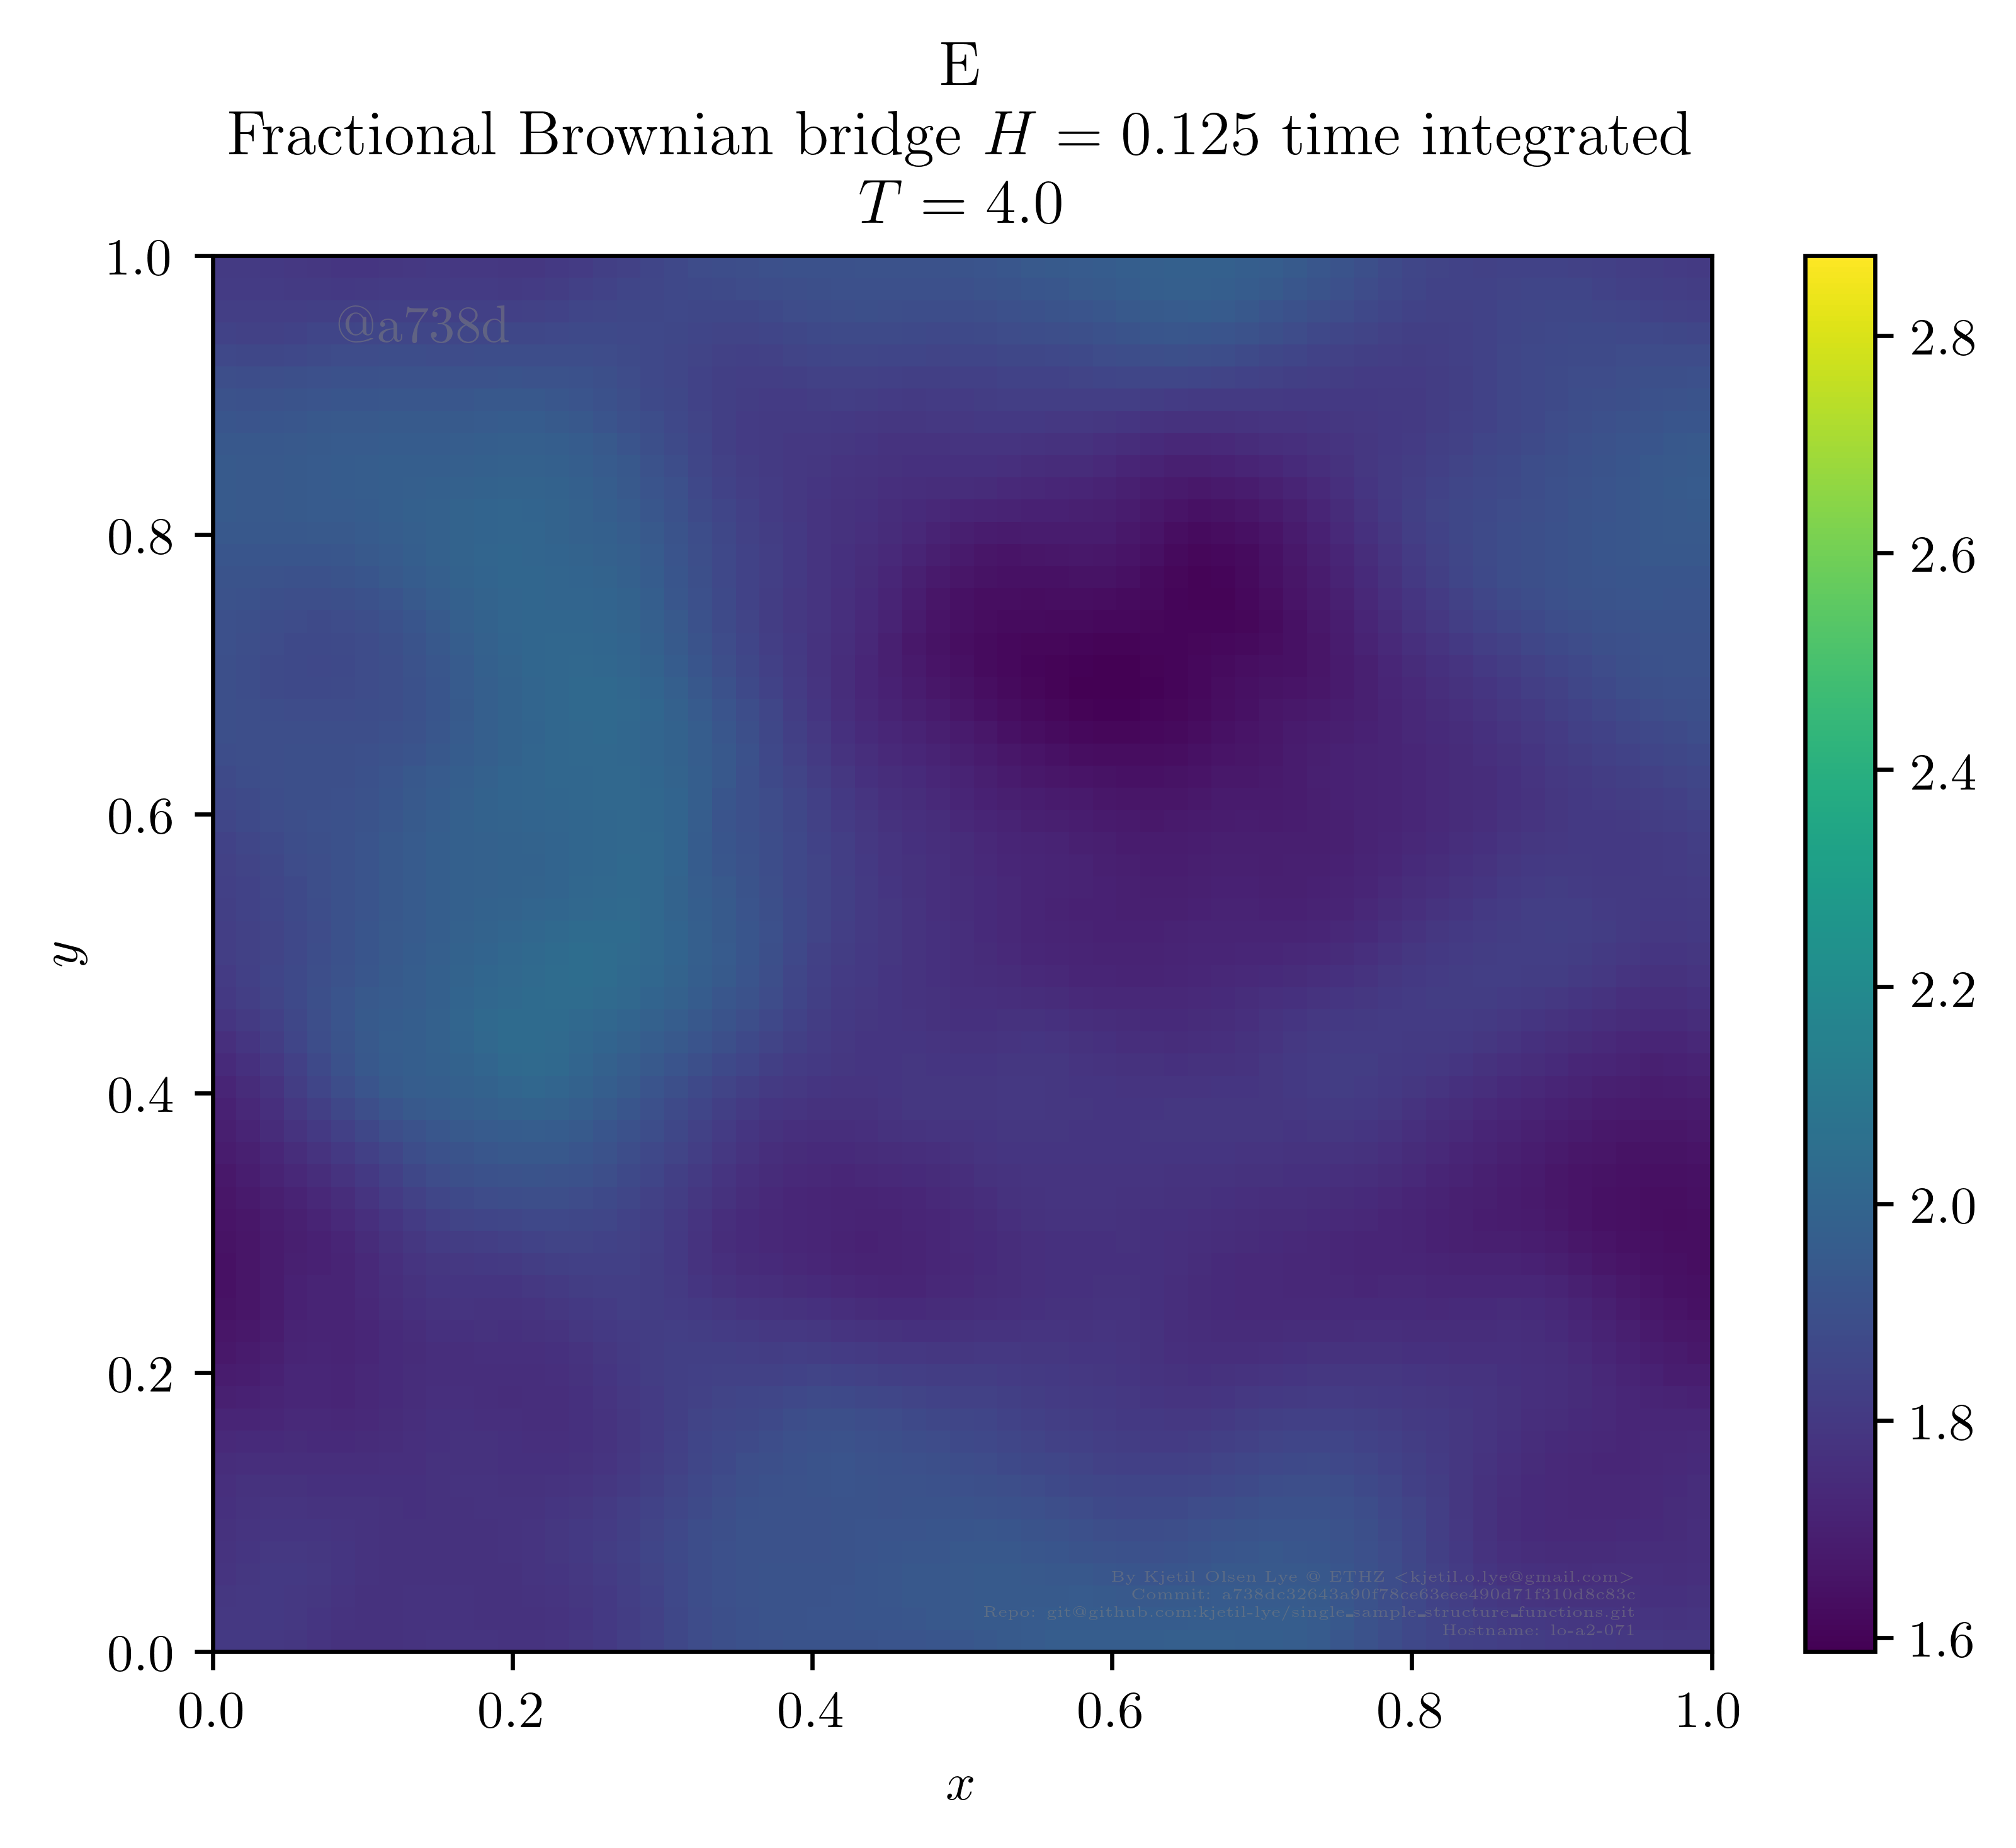 E
Fractional Brownian bridge H = 0.125 time integrated
T = 4.0
1.0
@a738d
0.8
0.6
0.4
0.2
0.0
y
0.0 0.2 0.4 0.6 0.8 1.0
x
2.8
2.6
2.4
2.2
2.0
1.8
1.6
By Kjetil Olsen Lye @ ETHZ <kjetil.o.lye@gmail.com>
Commit: a738dc32643a90f78ce63eee490d71f310d8c83c
Repo: git@github.com:kjetil-lye/single_sample_structure_functions.git
Hostname: lo-a2-071